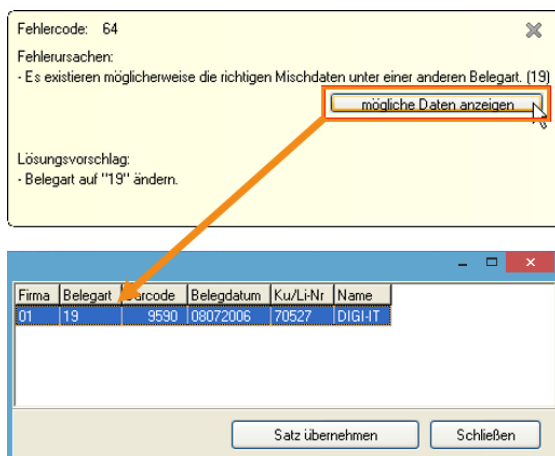 Fehlercode: 64
Fehlerursachen:
- Es existieren möglicherweise die richtigen Mischdaten unter einer anderen Belegart. (19)
mögliche Daten anzeigen
Lösungsvorschlag:
- Belegart auf "19" ändern.
Firma Belegart Barcode Belegdatum Ku/Li-Nr Name
01 19 9590 08072006 70527 DIGI-IT
Satz übernehmen Schließen